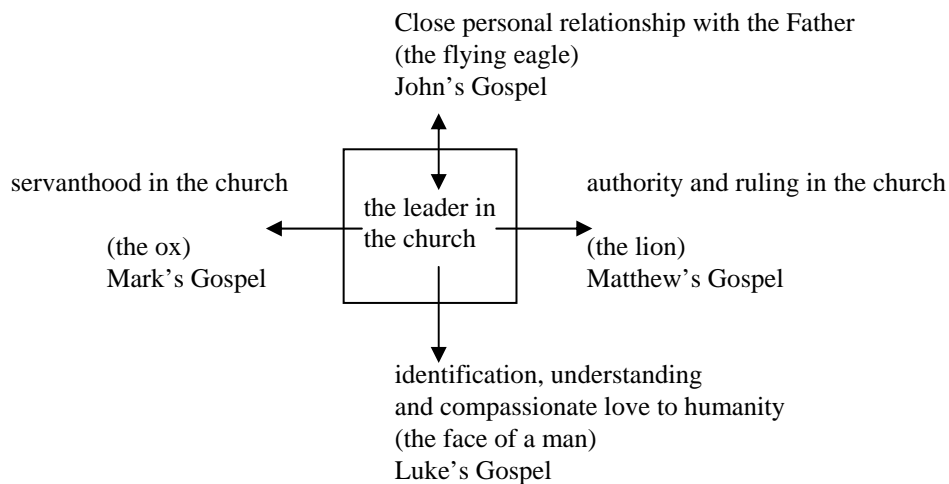 Close personal relationship with the Father
(the flying eagle)
John’s Gospel
servanthood in the church
(the ox)
Mark’s Gospel
the leader in
the church
authority and ruling in the church
(the lion)
Matthew’s Gospel
identification, understanding
and compassionate love to humanity
(the face of a man)
Luke’s Gospel